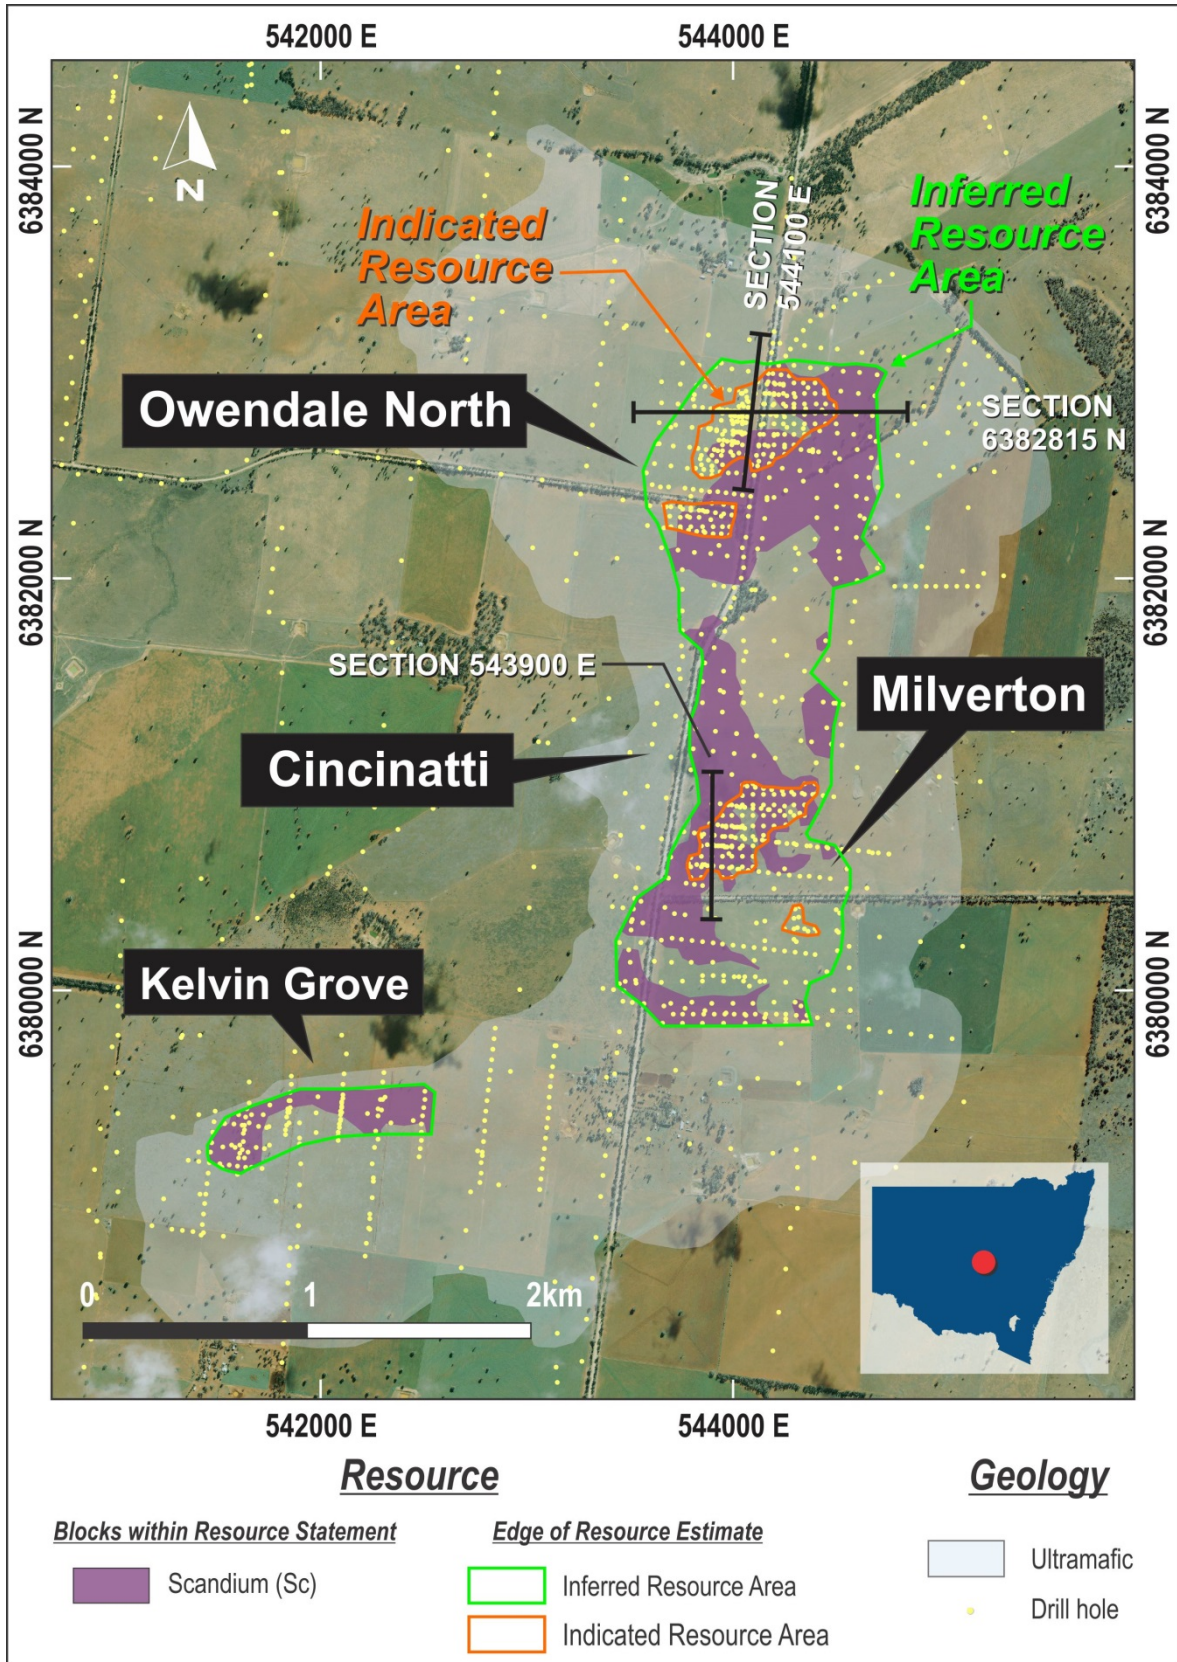 542000 E
544000 E
6384000 N
6384000 N
Indicated
Resource
Area
SECTION
544100 E
Inferred
Resource
Area
N
Owendale North
SECTION
6382815 N
6382000 N
6382000 N
SECTION 543900 E
Milverton
Cincinatti
Kelvin Grove
6380000 N
6380000 N
0 1 2km
542000 E
544000 E
Resource
Geology
Blocks within Resource Statement
Edge of Resource Estimate
Scandium (Sc)
Inferred Resource Area
Indicated Resource Area
Ultramafic
Drill hole